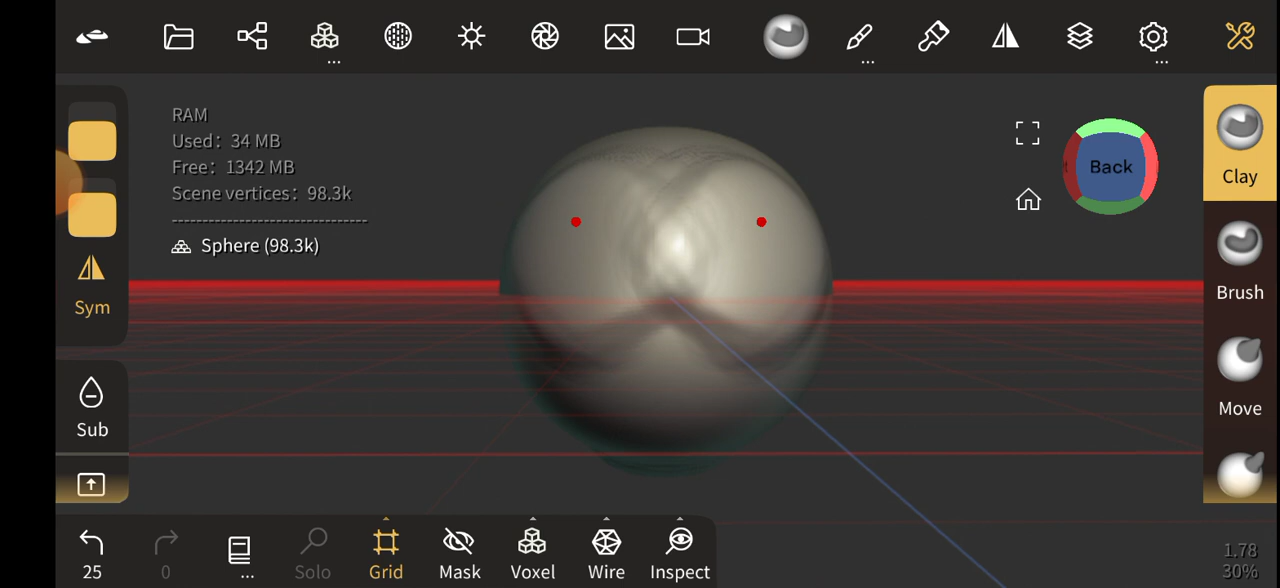 RAM
Used: 34 MB
Free: 1342 MB
Scene vertices: 98.3k
--------------------------------
Sphere (98.3k)
Back
Clay
Brush
Move
Sym
Sub
25
0
...
Solo
Grid
Mask
Voxel
Wire
Inspect
1.78
30%